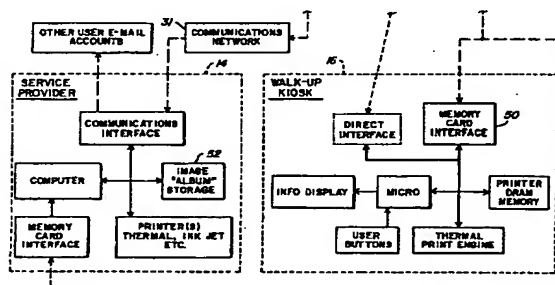 OTHER USER E-MAIL
ACCOUNTS
31
COMMUNICATIONS
NETWORK
14
SERVICE
PROVIDER
COMMUNICATIONS
INTERFACE
52
COMPUTER
IMAGE
"ALBUM"
STORAGE
MEMORY
CARD
INTERFACE
PRINTER(S)
THERMAL, INK JET
ETC.
16
WALK-UP
KIOSK
DIRECT
INTERFACE
MEMORY
CARD
INTERFACE
50
INFO DISPLAY
MICRO
PRINTER
DRAM
MEMORY
USER
BUTTONS
THERMAL
PRINT ENGINE